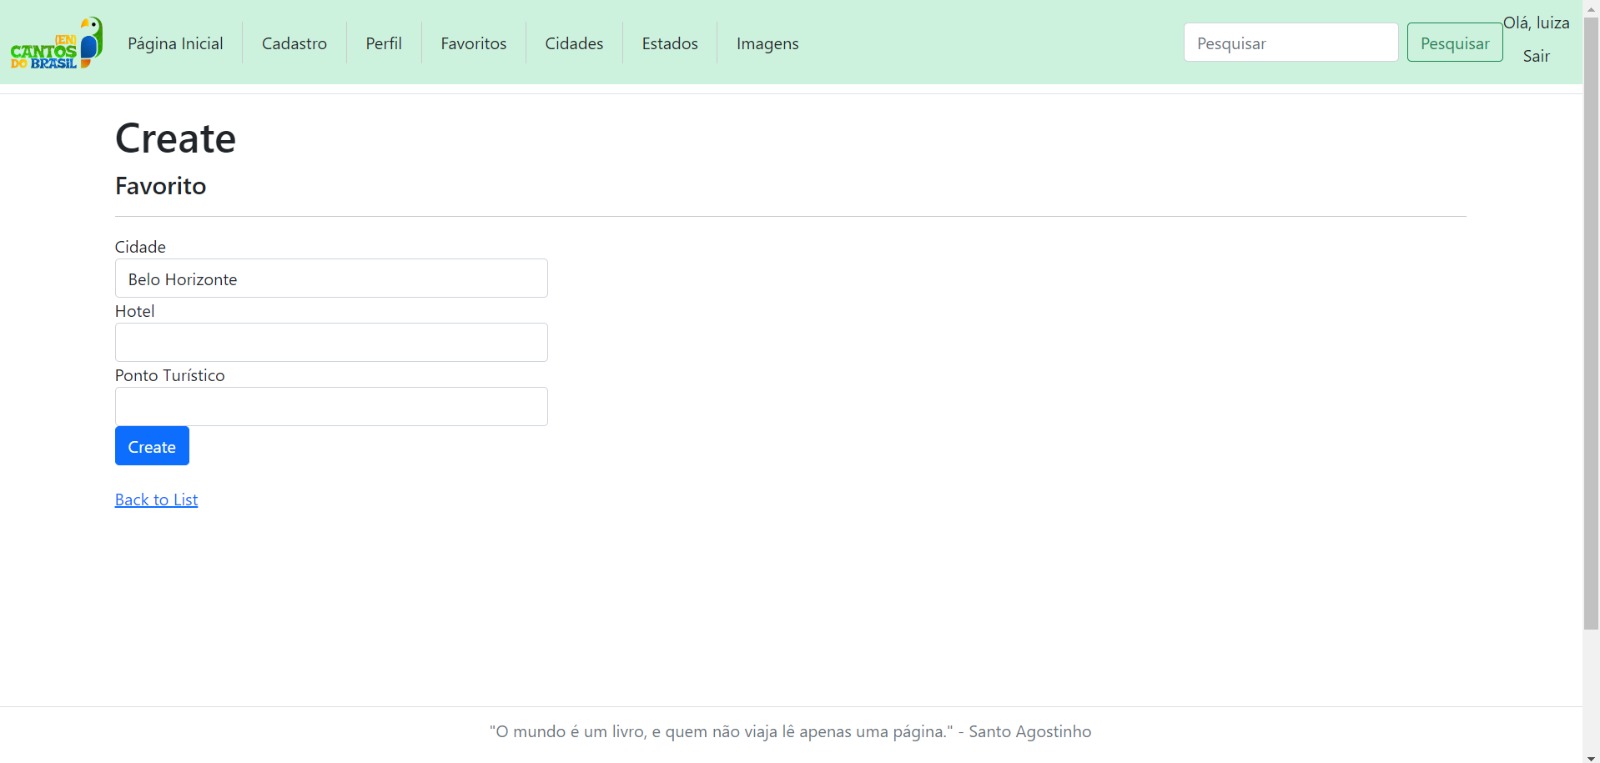 (EN)
CANTOS
DO BRASIL
Página Inicial
Cadastro
Perfil
Favoritos
Cidades
Estados
Imagens
Pesquisar
Pesquisar
Olá, luiza
Sair
Create
Favorito
Cidade
Belo Horizonte
Hotel
Ponto Turístico
Create
Back to List
"O mundo é um livro, e quem não viaja lê apenas uma página." - Santo Agostinho